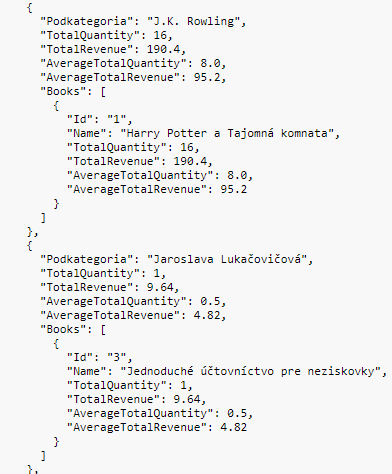 {
"Podkategoria": "J.K. Rowling",
"TotalQuantity": 16,
"TotalRevenue": 190.4,
"AverageTotalQuantity": 8.0,
"AverageTotalRevenue": 95.2,
"Books": [
{
"Id": "1",
"Name": "Harry Potter a Tajomná komnata",
"TotalQuantity": 16,
"TotalRevenue": 190.4,
"AverageTotalQuantity": 8.0,
"AverageTotalRevenue": 95.2
}
]
},
{
"Podkategoria": "Jaroslava Lukačovičová",
"TotalQuantity": 1,
"TotalRevenue": 9.64,
"AverageTotalQuantity": 0.5,
"AverageTotalRevenue": 4.82,
"Books": [
{
"Id": "3",
"Name": "Jednoduché účtovníctvo pre neziskovky",
"TotalQuantity": 1,
"TotalRevenue": 9.64,
"AverageTotalQuantity": 0.5,
"AverageTotalRevenue": 4.82
}
]
},